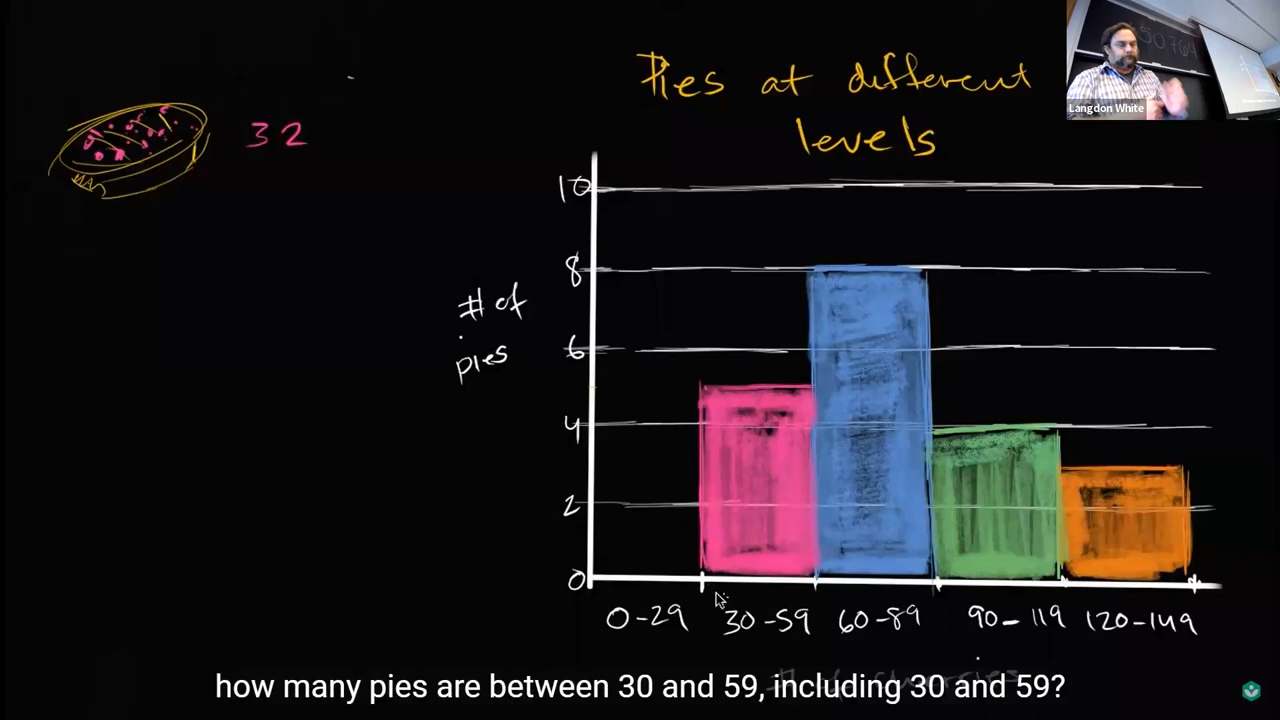 Pies at different
levels
Langdon White
32
10
8
# of
pies
6
4
2
0
0-29 30-59 60-89 90-119 120-149
how many pies are between 30 and 59, including 30 and 59?